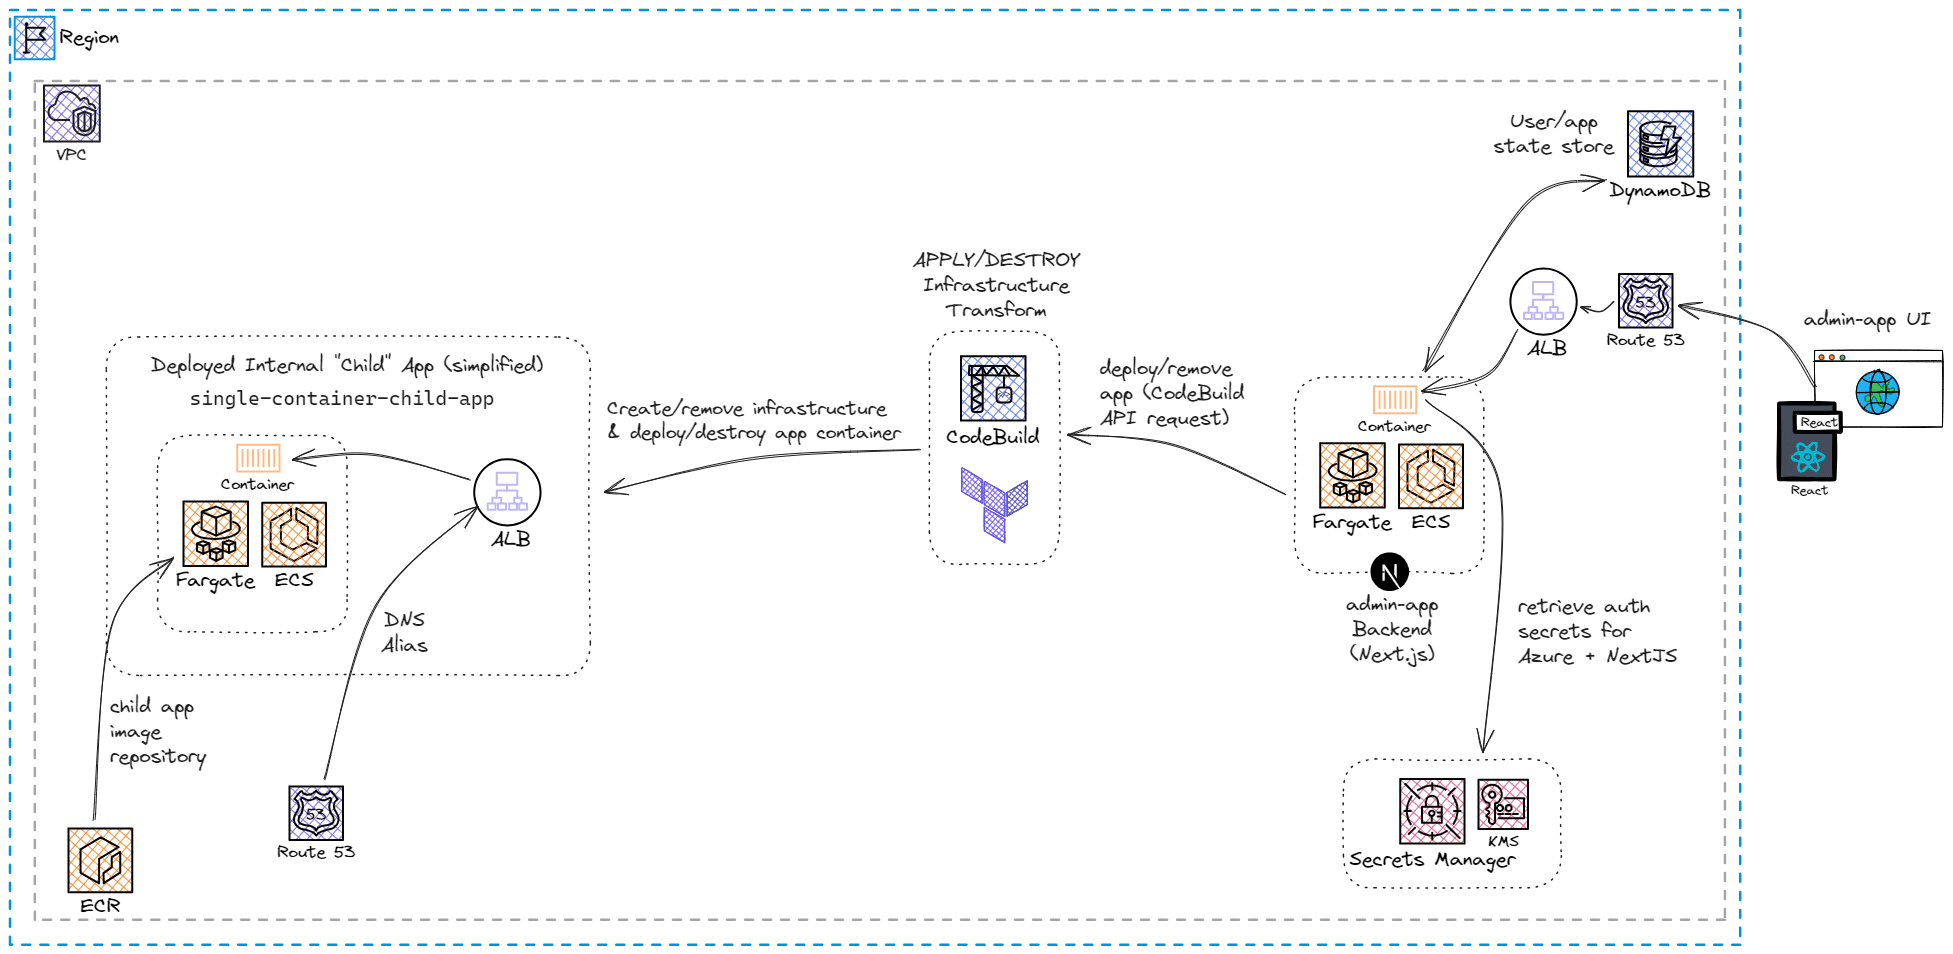 Region
VPC
User/app
state store
DynamoDB
APPLY/DESTROY
Infrastructure
Transform
53
Route 53
ALB
admin-app UI
React
React
Deployed Internal "Child" App (simplified)
single-container-child-app
Container
Fargate
ECS
ALB
Create/remove infrastructure
& deploy/destroy app container
CodeBuild
deploy/remove
app (CodeBuild
API request)
Container
Fargate
ECS
N
admin-app
Backend
(Next.js)
retrieve auth
secrets for
Azure + NextJS
DNS
Alias
child app
image
repository
53
Route 53
ECR
Secrets Manager
KMS